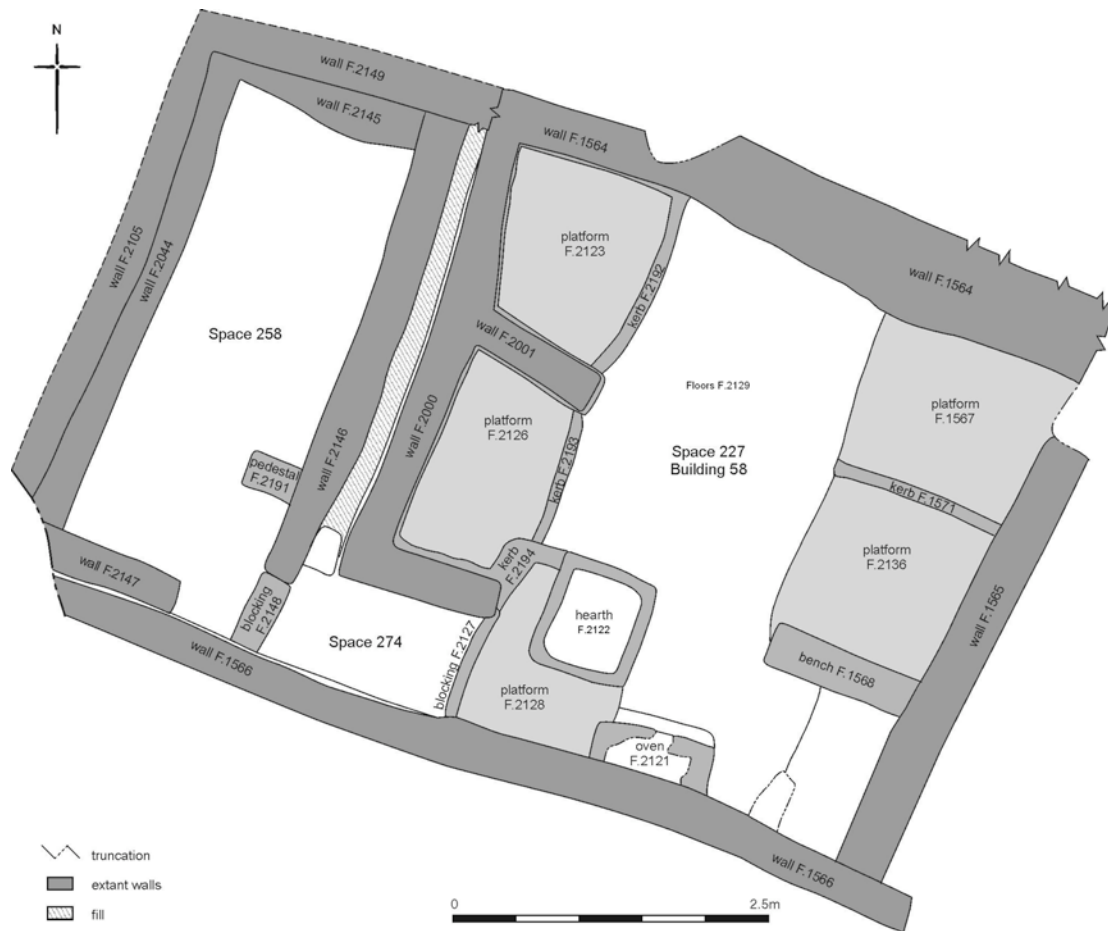 N
wall F.2149
wall F.2145
wall F.1564
wall F.2105
wall F.2044
platform
F.2123
kerb F.2192
wall F.1564
Space 258
wall F.2001
Floors F.2129
platform
F.1567
platform
F.2126
wall F.2000
wall F.2146
kerb F.2193
Space 227
Building 58
pedestal
F.2191
kerb F.1571
kerb
F.2194
platform
F.2136
wall F.2147
blocking
F.2148
hearth
F.2122
wall F.1565
Space 274
blocking F.2127
bench F.1568
wall F.1566
platform
F.2128
oven
F.2121
wall F.1566
truncation
extant walls
fill
0 2.5m